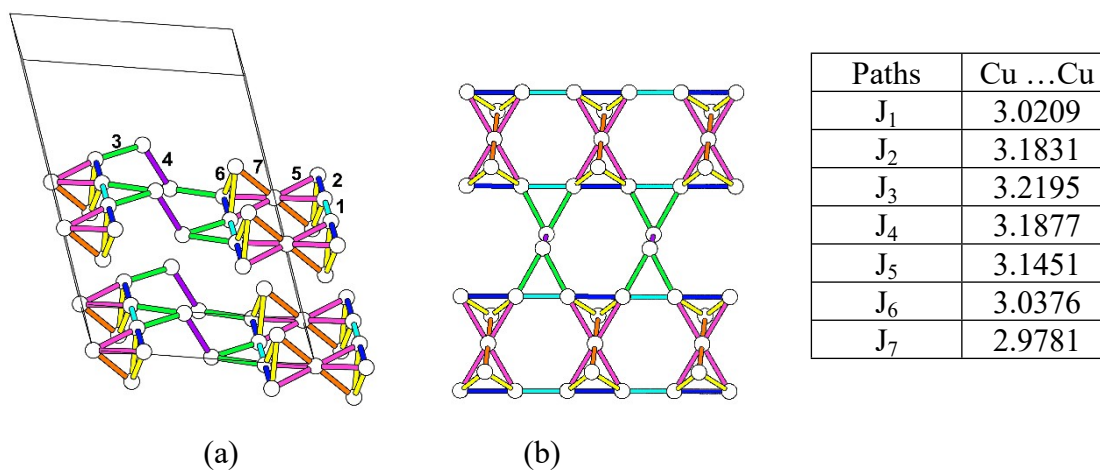 3
4
6
7
5
2
1
(a)
(b)
Paths Cu …Cu
J₁ 3.0209
J₂ 3.1831
J₃ 3.2195
J₄ 3.1877
J₅ 3.1451
J₆ 3.0376
J₇ 2.9781